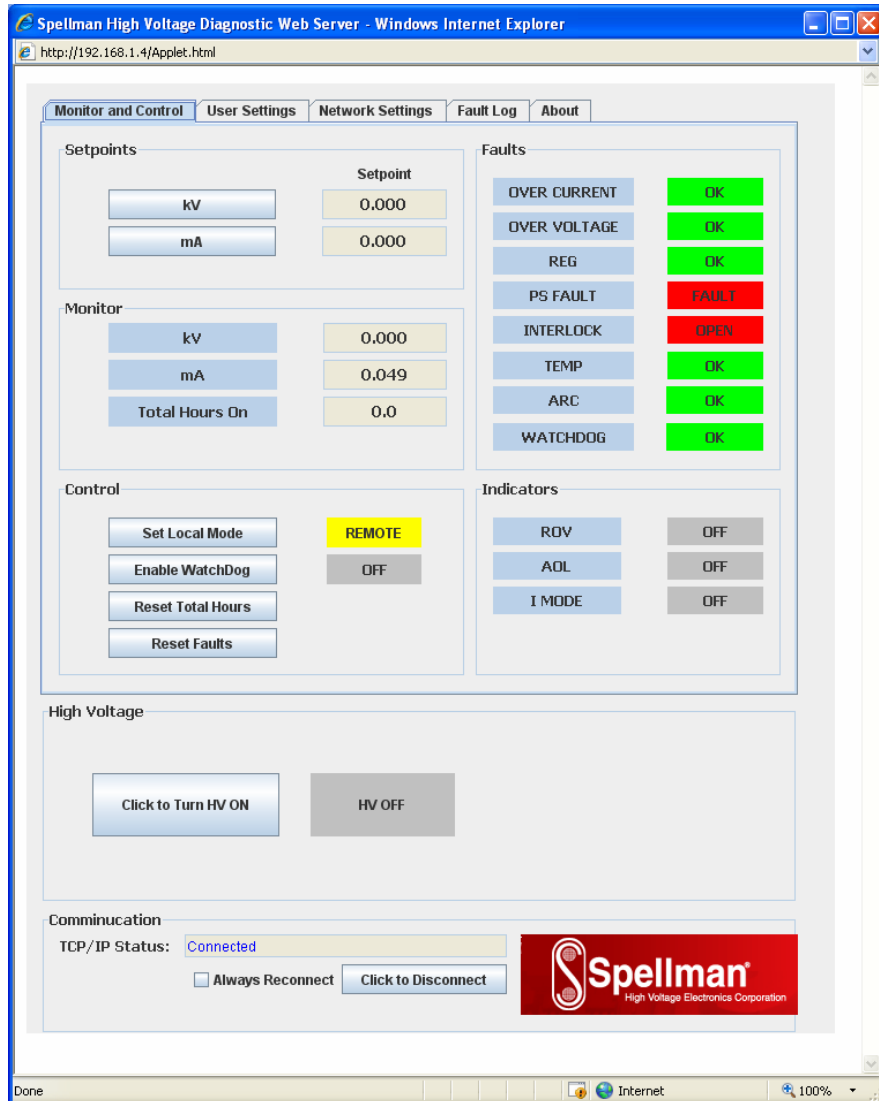 Spellman High Voltage Diagnostic Web Server - Windows Internet Explorer
http://192.168.1.4/Applet.html
Monitor and Control User Settings Network Settings Fault Log About
Setpoints
Setpoint
kV 0.000
mA 0.000
Monitor
kV 0.000
mA 0.049
Total Hours On 0.0
Faults
OVER CURRENT OK
OVER VOLTAGE OK
REG OK
PS FAULT FAULT
INTERLOCK OPEN
TEMP OK
ARC OK
WATCHDOG OK
Control
Set Local Mode REMOTE
Enable WatchDog OFF
Reset Total Hours
Reset Faults
Indicators
ROV OFF
AOL OFF
I MODE OFF
High Voltage
Click to Turn HV ON HV OFF
Comminucation
TCP/IP Status: Connected
Always Reconnect Click to Disconnect
Spellman®
High Voltage Electronics Corporation
Done Internet 100%